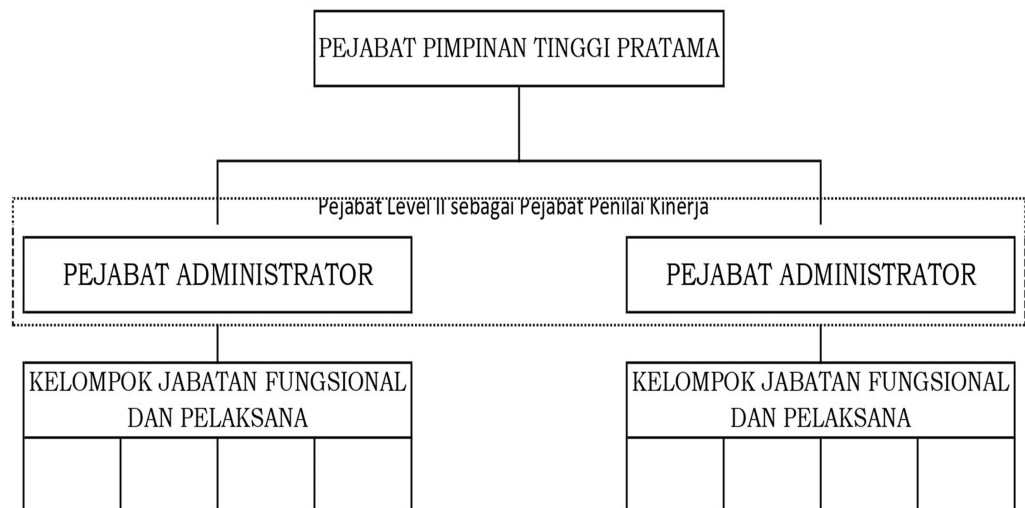 PEJABAT PIMPINAN TINGGI PRATAMA
Pejabat Level II sebagai Pejabat Penilai Kinerja
PEJABAT ADMINISTRATOR
PEJABAT ADMINISTRATOR
KELOMPOK JABATAN FUNGSIONAL
DAN PELAKSANA
KELOMPOK JABATAN FUNGSIONAL
DAN PELAKSANA